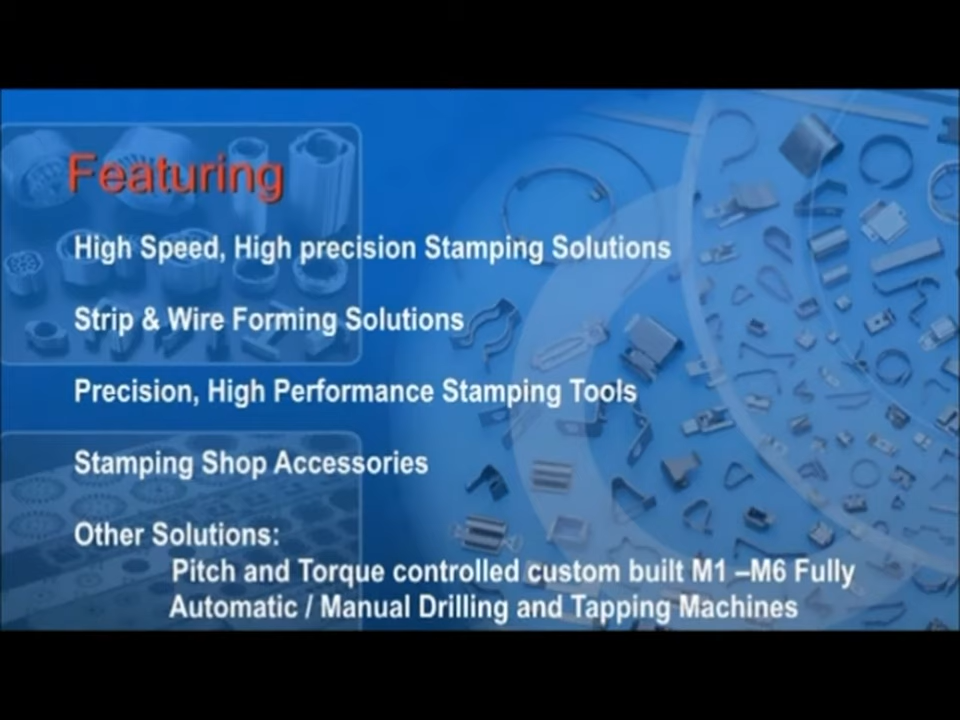 Featuring
High Speed, High precision Stamping Solutions
Strip & Wire Forming Solutions
Precision, High Performance Stamping Tools
Stamping Shop Accessories
Other Solutions:
Pitch and Torque controlled custom built M1 –M6 Fully
Automatic / Manual Drilling and Tapping Machines